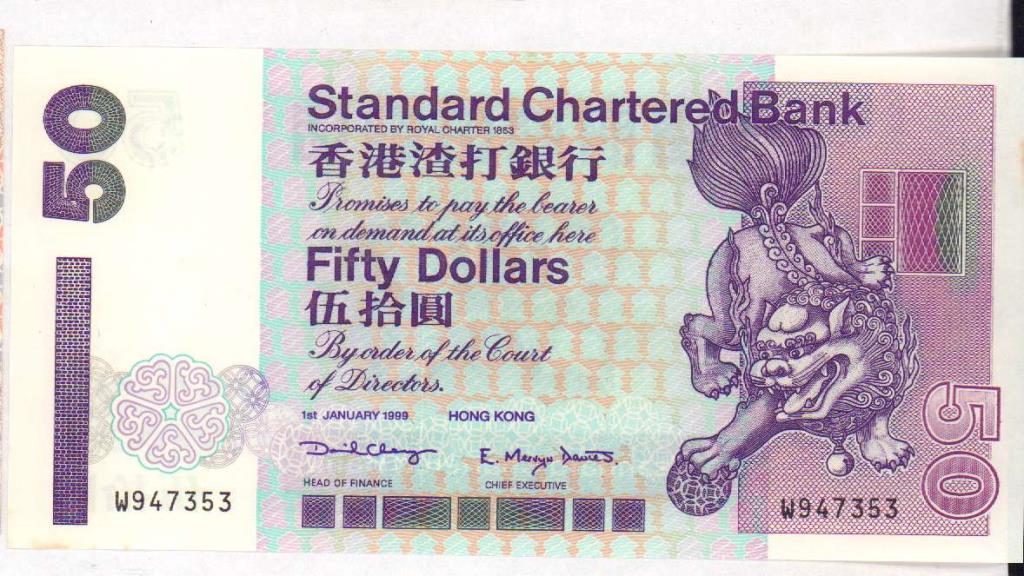 50
Standard Chartered Bank
INCORPORATED BY ROYAL CHARTER 1853
香港渣打銀行
Promises to pay the bearer
on demand at its office here
Fifty Dollars
伍拾圓
By order of the Court
of Directors.
1st JANUARY 1999 HONG KONG
E. Mervyn Davies.
HEAD OF FINANCE CHIEF EXECUTIVE
W947353
W947353
50